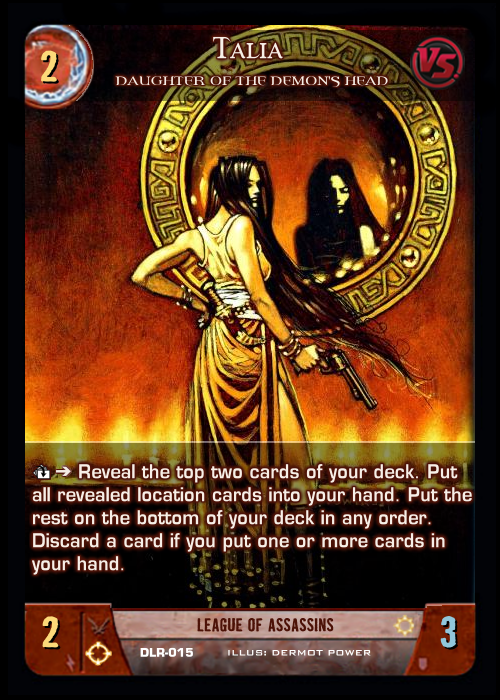 2
TALIA
VS
DAUGHTER OF THE DEMON'S HEAD
➔ Reveal the top two cards of your deck. Put
all revealed location cards into your hand. Put the
rest on the bottom of your deck in any order.
Discard a card if you put one or more cards in
your hand.
2
LEAGUE OF ASSASSINS
3
DLR-015 ILLUS: DERMOT POWER